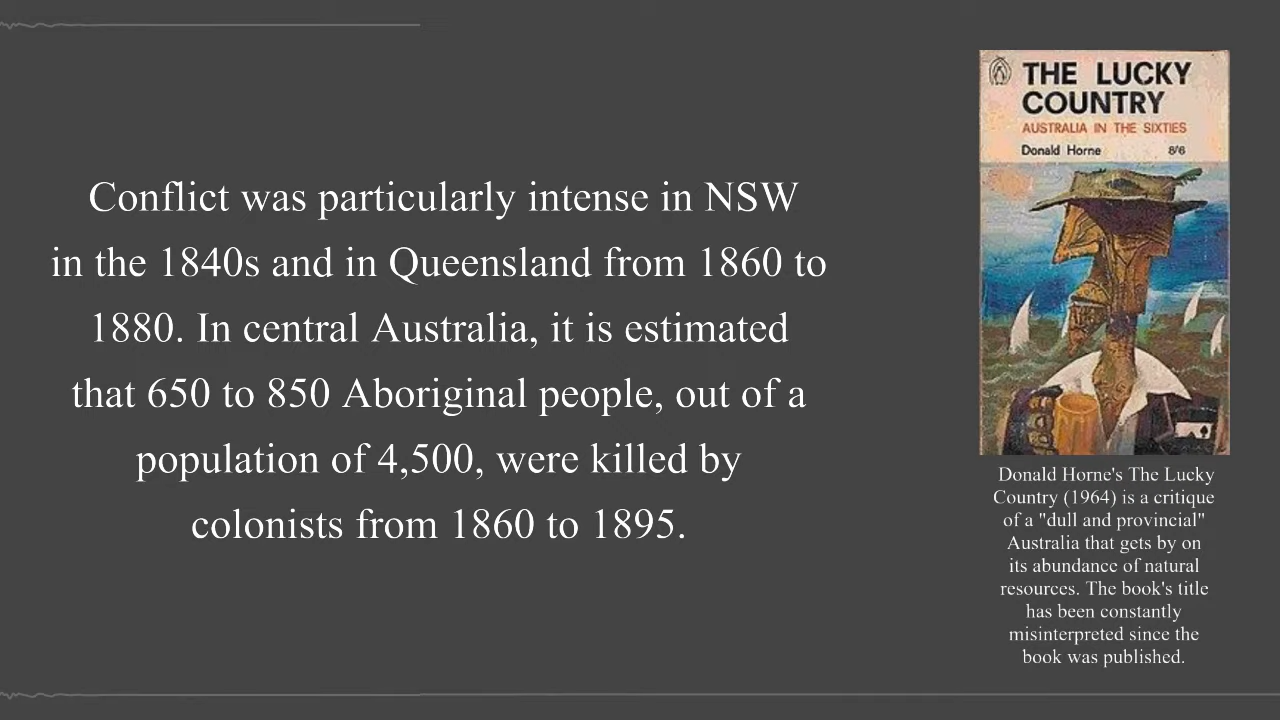 Conflict was particularly intense in NSW
in the 1840s and in Queensland from 1860 to
1880. In central Australia, it is estimated
that 650 to 850 Aboriginal people, out of a
population of 4,500, were killed by
colonists from 1860 to 1895.
THE LUCKY
COUNTRY
AUSTRALIA IN THE SIXTIES
Donald Horne 8/6
Donald Horne's The Lucky
Country (1964) is a critique
of a "dull and provincial"
Australia that gets by on
its abundance of natural
resources. The book's title
has been constantly
misinterpreted since the
book was published.